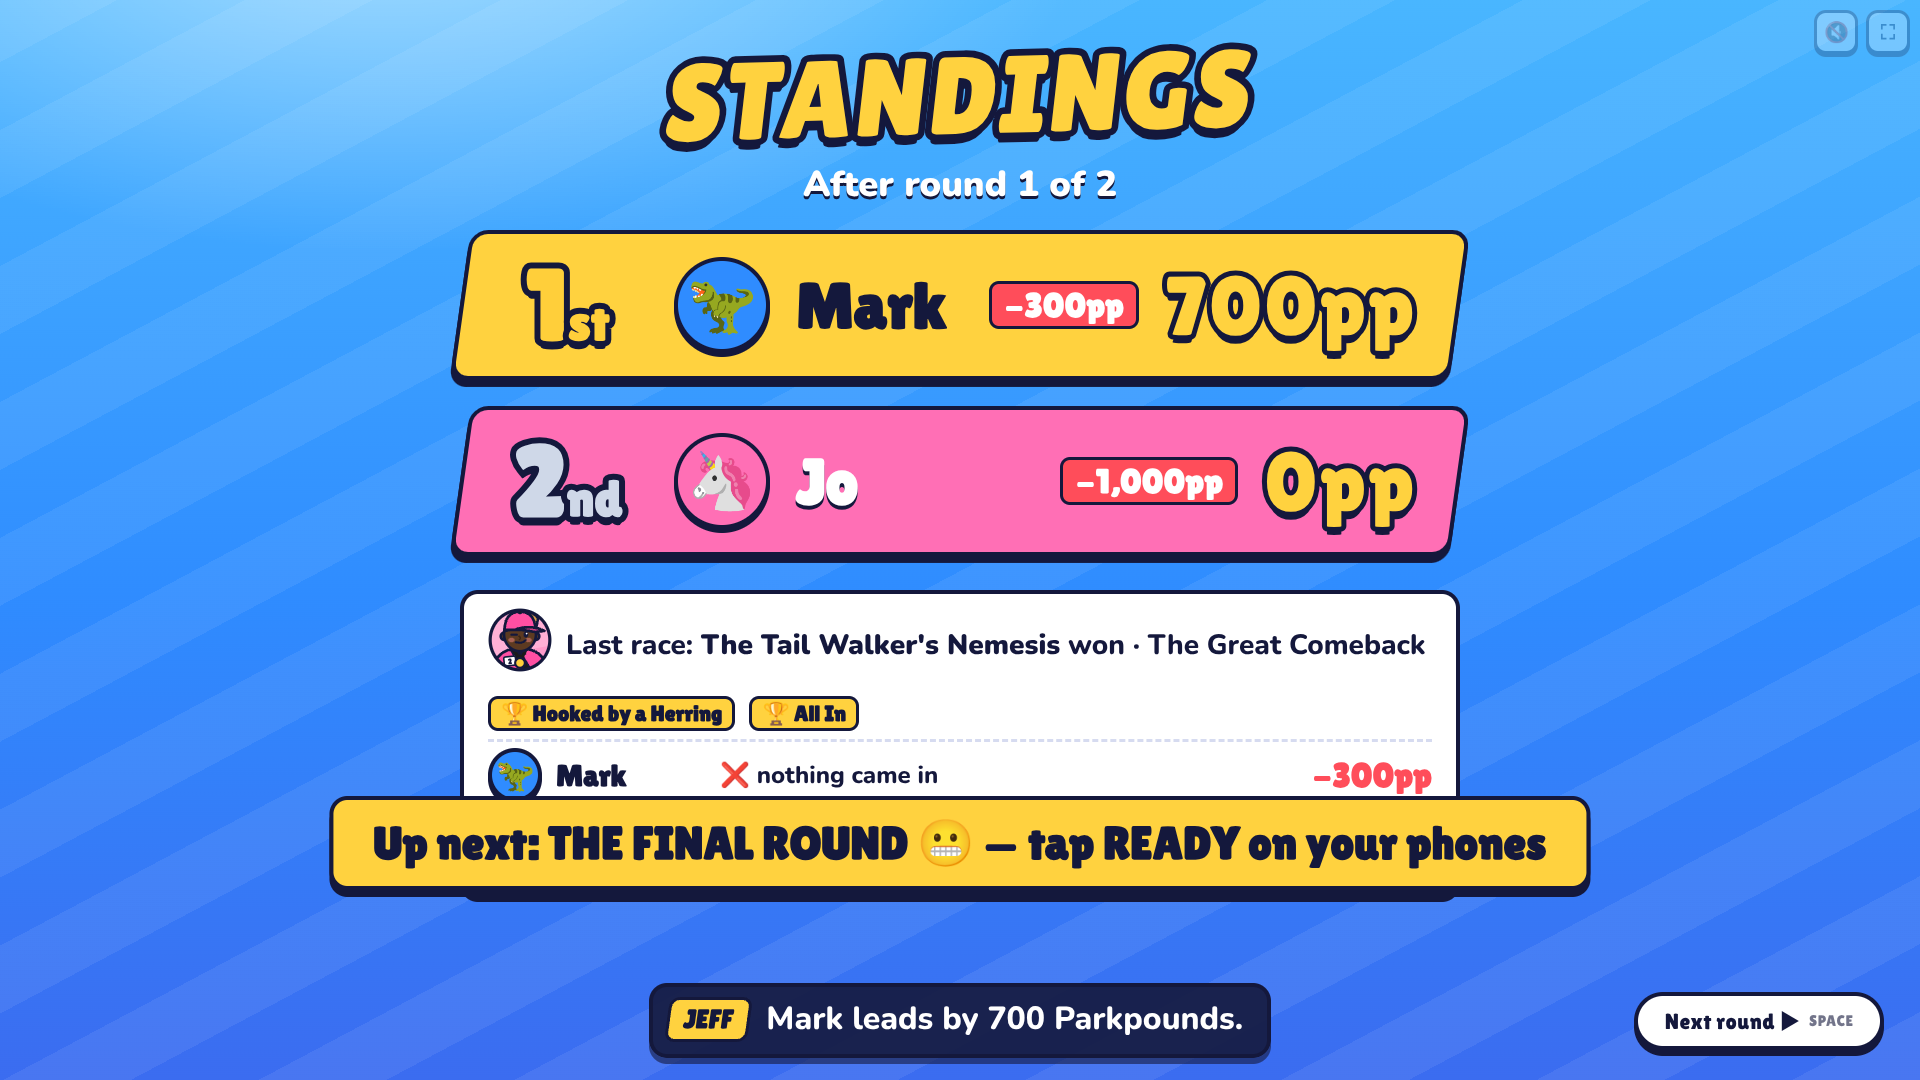 STANDINGS
After round 1 of 2
1st Mark -300pp 700pp
2nd Jo -1,000pp 0pp
Last race: The Tail Walker's Nemesis won · The Great Comeback
🏆 Hooked by a Herring 🏆 All In
Mark ❌ nothing came in -300pp
Up next: THE FINAL ROUND 😬 — tap READY on your phones
JEFF Mark leads by 700 Parkpounds.
Next round ▶ SPACE